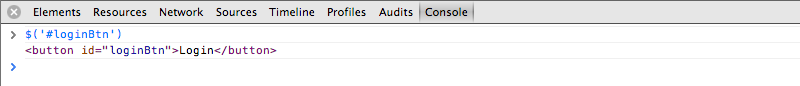 Elements Resources Network Sources Timeline Profiles Audits Console
> $('#loginBtn')
<button id="loginBtn">Login</button>
>